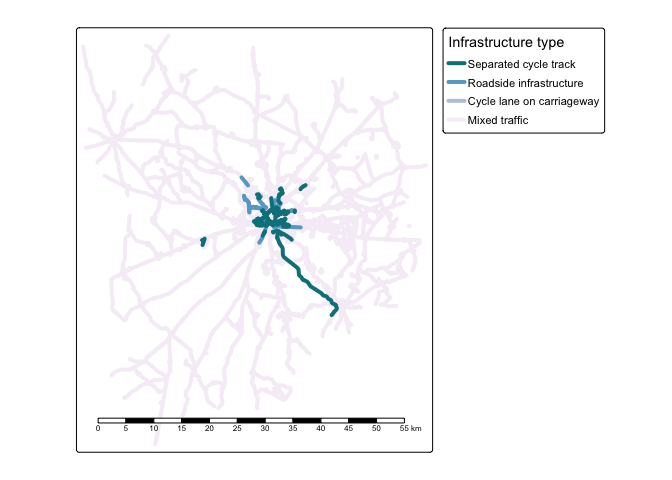 Infrastructure type
Separated cycle track
Roadside infrastructure
Cycle lane on carriageway
Mixed traffic
0 5 10 15 20 25 30 35 40 45 50 55 km